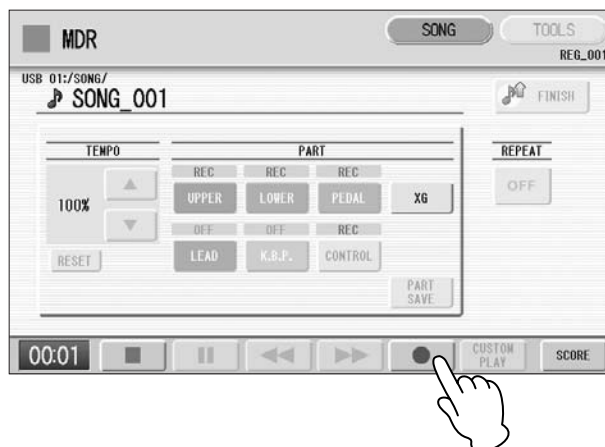 MDR
SONG
TOOLS
REG_001
USB 01:/SONG/
SONG_001
FINISH
TEMPO
PART
REPEAT
REC REC REC
100%
UPPER LOWER PEDAL XG
OFF
OFF OFF REC
RESET
LEAD K.B.P. CONTROL
PART
SAVE
00:01
CUSTOM
PLAY
SCORE